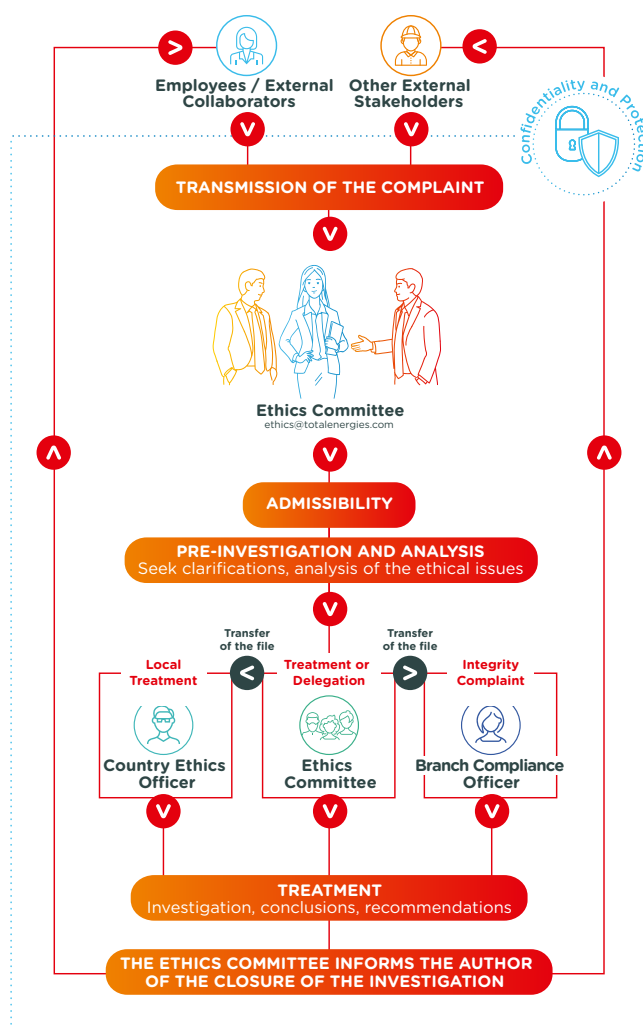 Employees / External
Collaborators
Other External
Stakeholders
Confidentiality and Protection
TRANSMISSION OF THE COMPLAINT
Ethics Committee
ethics@totalenergies.com
ADMISSIBILITY
PRE-INVESTIGATION AND ANALYSIS
Seek clarifications, analysis of the ethical issues
Transfer
of the file
Transfer
of the file
Local
Treatment
Treatment or
Delegation
Integrity
Complaint
Country Ethics
Officer
Ethics
Committee
Branch Compliance
Officer
TREATMENT
Investigation, conclusions, recommendations
THE ETHICS COMMITTEE INFORMS THE AUTHOR
OF THE CLOSURE OF THE INVESTIGATION